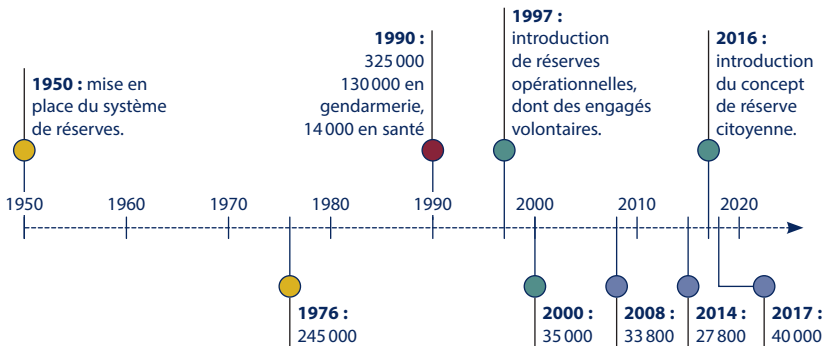 1950 : mise en
place du système
de réserves.
1990 :
325 000
130 000 en
gendarmerie,
14 000 en santé
1997 :
introduction
de réserves
opérationnelles,
dont des engagés
volontaires.
2016 :
introduction
du concept
de réserve
citoyenne.
1950 1960 1970 1980 1990 2000 2010 2020
1976 :
245 000
2000 :
35 000
2008 :
33 800
2014 :
27 800
2017 :
40 000